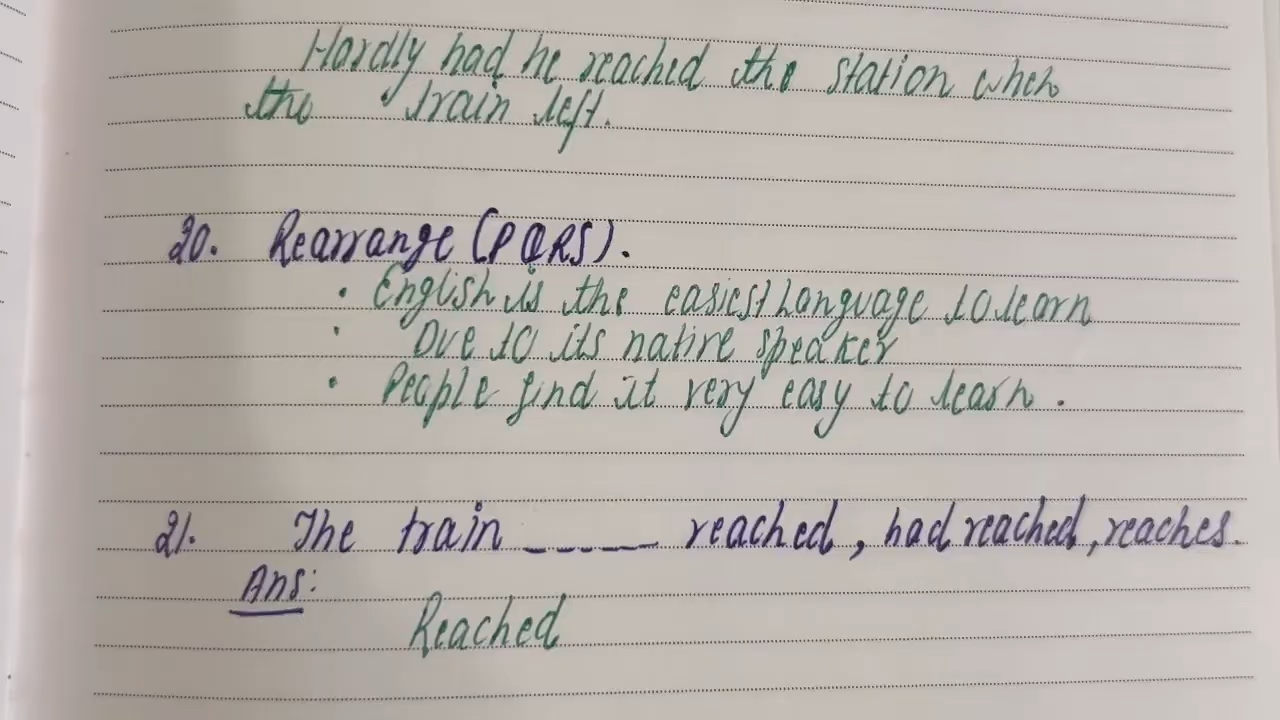 Hardly had he reached the station when
the train left.
20. Rearrange (PQRS).
• English is the easiest language to learn
• Due to its native speaker
• People find it very easy to learn.
21. The train ------ reached, had reached, reaches.
Ans:
Reached